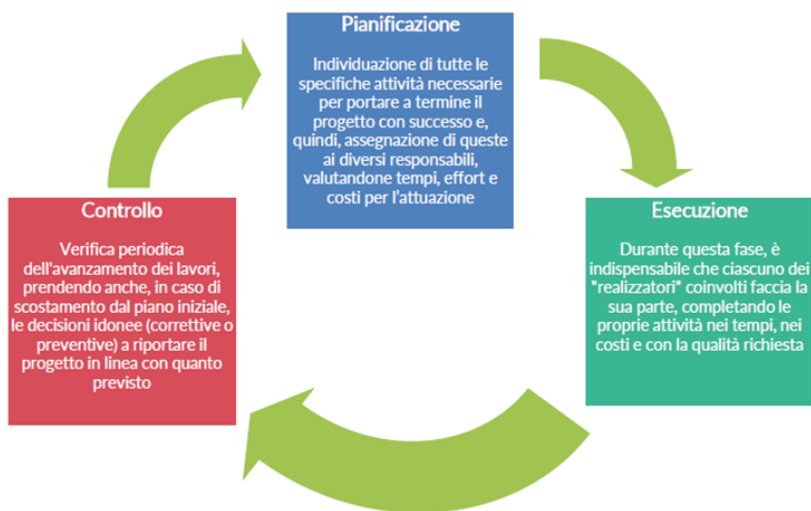 Pianificazione
Individuazione di tutte le
specifiche attività necessarie
per portare a termine il
progetto con successo e,
quindi, assegnazione di queste
ai diversi responsabili,
valutandone tempi, effort e
costi per l'attuazione
Esecuzione
Durante questa fase, è
indispensabile che ciascuno dei
"realizzatori" coinvolti faccia la
sua parte, completando le
proprie attività nei tempi, nei
costi e con la qualità richiesta
Controllo
Verifica periodica
dell'avanzamento dei lavori,
prendendo anche, in caso di
scostamento dal piano iniziale,
le decisioni idonee (correttive o
preventive) a riportare il
progetto in linea con quanto
previsto